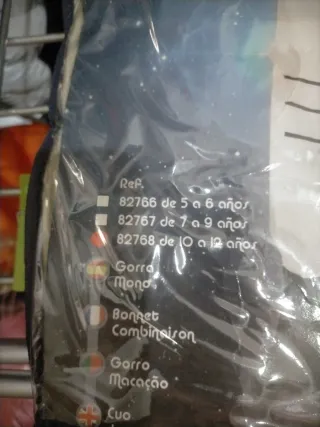 Ref.
82766 de 5 a 6 años
82767 de 7 a 9 años
82768 de 10 a 12 años
Gorro
Mono
Bonnet
Combinaison
Gorro
Macacão